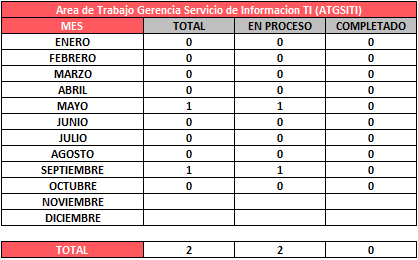 Area de Trabajo Gerencia Servicio de Informacion TI (ATGSITI)
MES TOTAL EN PROCESO COMPLETADO
ENERO 0 0 0
FEBRERO 0 0 0
MARZO 0 0 0
ABRIL 0 0 0
MAYO 1 1 0
JUNIO 0 0 0
JULIO 0 0 0
AGOSTO 0 0 0
SEPTIEMBRE 1 1 0
OCTUBRE 0 0 0
NOVIEMBRE
DICIEMBRE
TOTAL 2 2 0